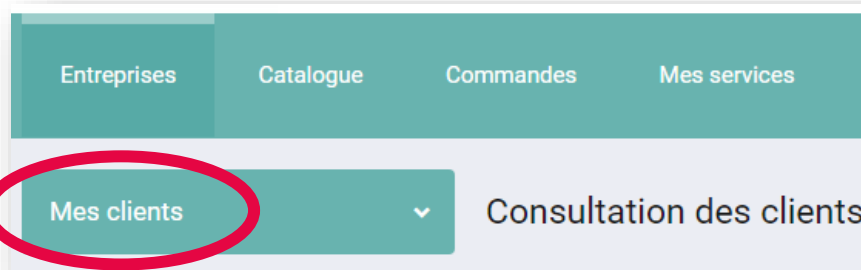 Entreprises Catalogue Commandes Mes services
Mes clients Consultation des clients